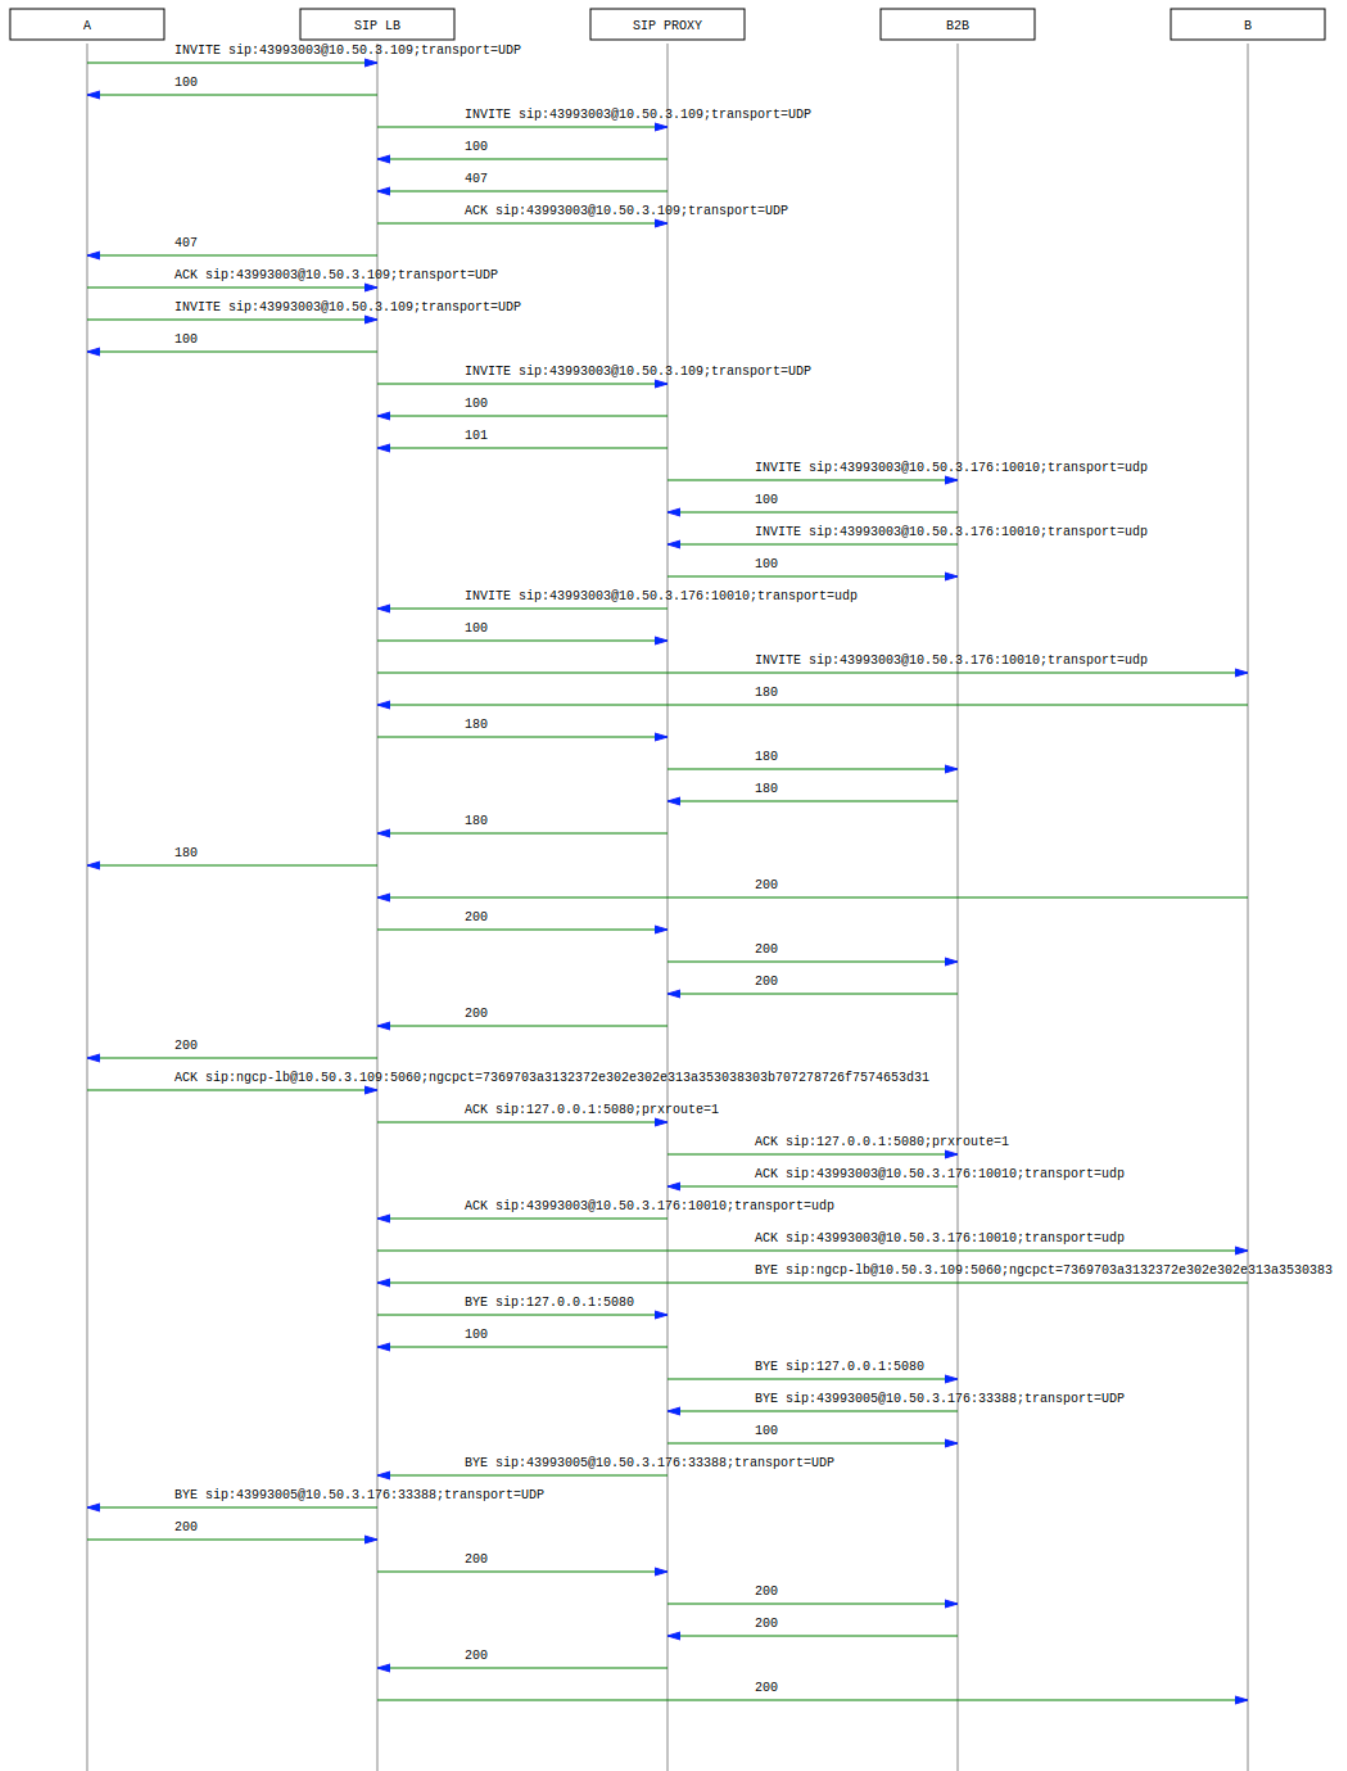 A
SIP LB
SIP PROXY
B2B
B
INVITE sip:43993003@10.50.3.109;transport=UDP
100
INVITE sip:43993003@10.50.3.109;transport=UDP
100
407
ACK sip:43993003@10.50.3.109;transport=UDP
407
ACK sip:43993003@10.50.3.109;transport=UDP
INVITE sip:43993003@10.50.3.109;transport=UDP
100
INVITE sip:43993003@10.50.3.109;transport=UDP
100
101
INVITE sip:43993003@10.50.3.176:10010;transport=udp
100
INVITE sip:43993003@10.50.3.176:10010;transport=udp
100
INVITE sip:43993003@10.50.3.176:10010;transport=udp
100
INVITE sip:43993003@10.50.3.176:10010;transport=udp
180
180
180
180
180
180
200
200
200
200
200
200
ACK sip:ngcp-lb@10.50.3.109:5060;ngcpct=7369703a3132372e302e302e313a353038303b707278726f7574653d31
ACK sip:127.0.0.1:5080;prxroute=1
ACK sip:127.0.0.1:5080;prxroute=1
ACK sip:43993003@10.50.3.176:10010;transport=udp
ACK sip:43993003@10.50.3.176:10010;transport=udp
ACK sip:43993003@10.50.3.176:10010;transport=udp
BYE sip:ngcp-lb@10.50.3.109:5060;ngcpct=7369703a3132372e302e302e313a3530383
BYE sip:127.0.0.1:5080
100
BYE sip:127.0.0.1:5080
BYE sip:43993005@10.50.3.176:33388;transport=UDP
100
BYE sip:43993005@10.50.3.176:33388;transport=UDP
BYE sip:43993005@10.50.3.176:33388;transport=UDP
200
200
200
200
200
200